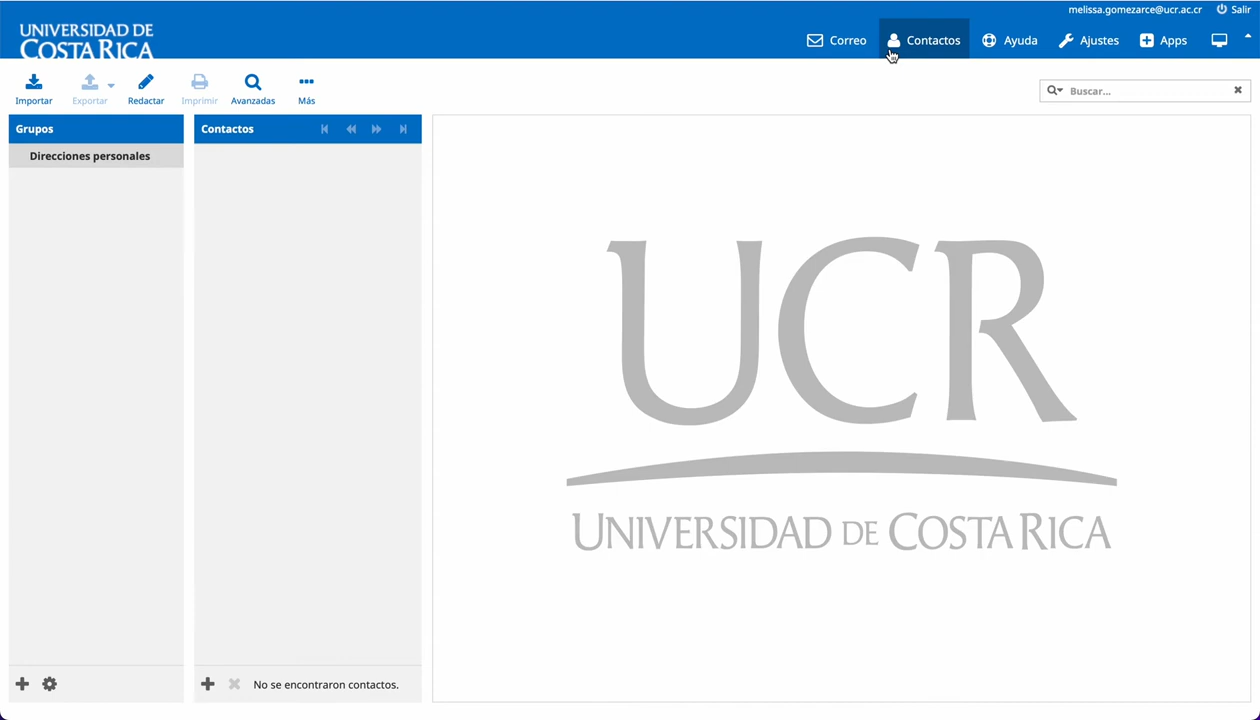 melissa.gomezarce@ucr.ac.cr Salir
UNIVERSIDAD DE
COSTA RICA
Correo Contactos Ayuda Ajustes Apps
Importar Exportar Redactar Imprimir Avanzadas Más
Buscar...
Grupos
Direcciones personales
Contactos
No se encontraron contactos.
UCR
UNIVERSIDAD DE COSTA RICA